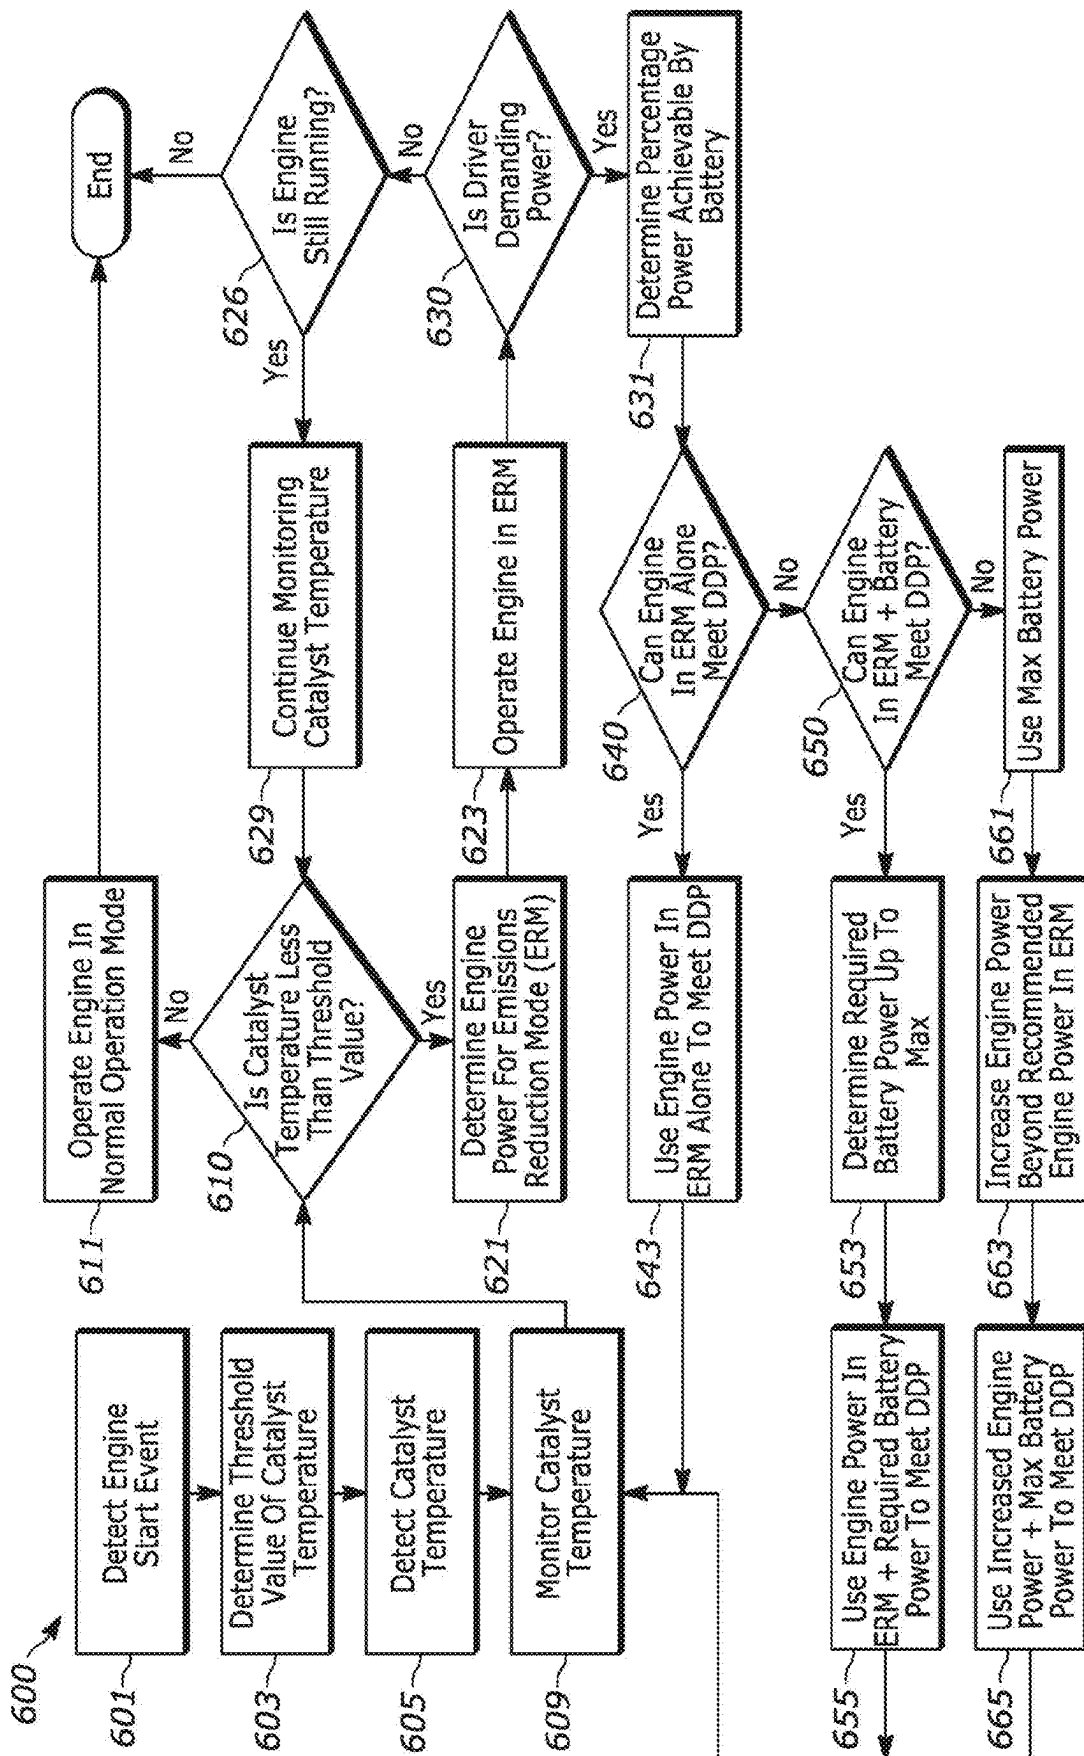 600
Detect Engine
Start Event
601
Determine Threshold
Value Of Catalyst
Temperature
603
Detect Catalyst
Temperature
605
Monitor Catalyst
Temperature
609
Is Catalyst
Temperature Less
Than Threshold
Value?
610
No
Operate Engine In
Normal Operation Mode
611
End
Yes
Determine Engine
Power For Emissions
Reduction Mode (ERM)
621
Operate Engine In ERM
623
Is Driver
Demanding
Power?
630
No
Is Engine
Still Running?
626
No
Yes
Continue Monitoring
Catalyst Temperature
629
Yes
Determine Percentage
Power Achievable By
Battery
631
Can Engine
In ERM Alone
Meet DDP?
640
Yes
Use Engine Power In
ERM Alone To Meet DDP
643
No
Can Engine
In ERM + Battery
Meet DDP?
650
Yes
Determine Required
Battery Power Up To
Max
653
Use Engine Power In
ERM + Required Battery
Power To Meet DDP
655
No
Use Max Battery Power
661
Increase Engine Power
Beyond Recommended
Engine Power In ERM
663
Use Increased Engine
Power + Max Battery
Power To Meet DDP
665